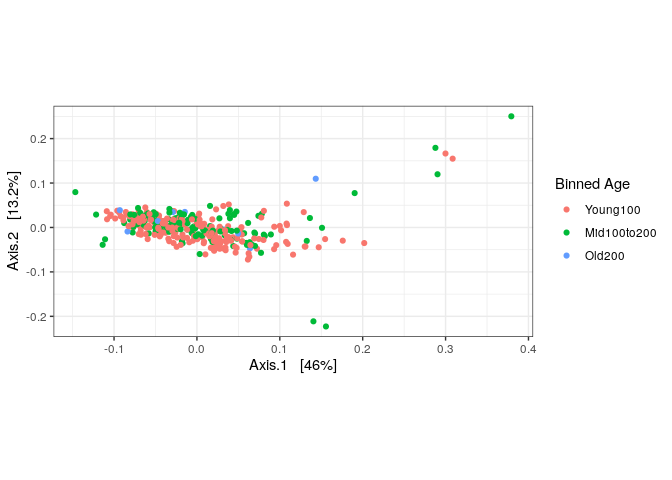 0.2
0.1
0.0
-0.1
-0.2
Axis.2 [13.2%]
-0.1 0.0 0.1 0.2 0.3 0.4
Axis.1 [46%]
Binned Age
Young100
Mid100to200
Old200